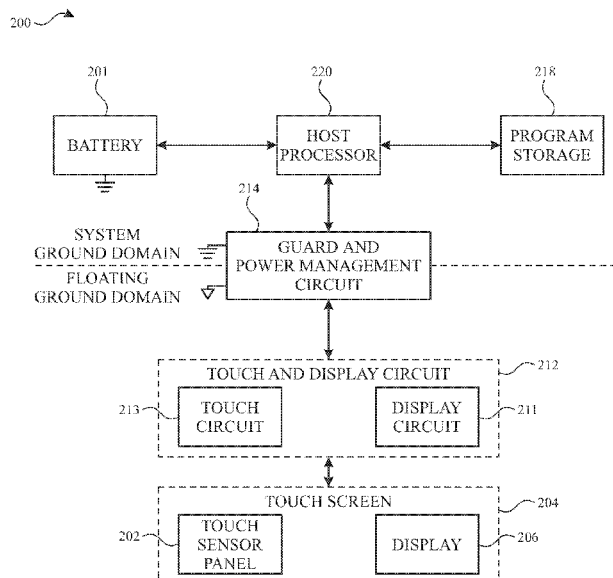 200
201
220
218
BATTERY
HOST
PROCESSOR
PROGRAM
STORAGE
214
SYSTEM
GROUND DOMAIN
FLOATING
GROUND DOMAIN
GUARD AND
POWER MANAGEMENT
CIRCUIT
212
TOUCH AND DISPLAY CIRCUIT
213
TOUCH
CIRCUIT
DISPLAY
CIRCUIT
211
TOUCH SCREEN
204
202
TOUCH
SENSOR
PANEL
DISPLAY
206